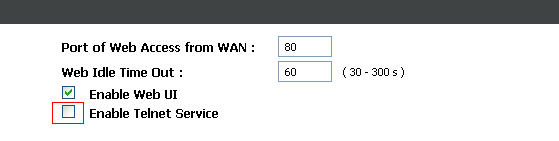 Port of Web Access from WAN : 80
Web Idle Time Out : 60 ( 30 - 300 s )
Enable Web UI
Enable Telnet Service